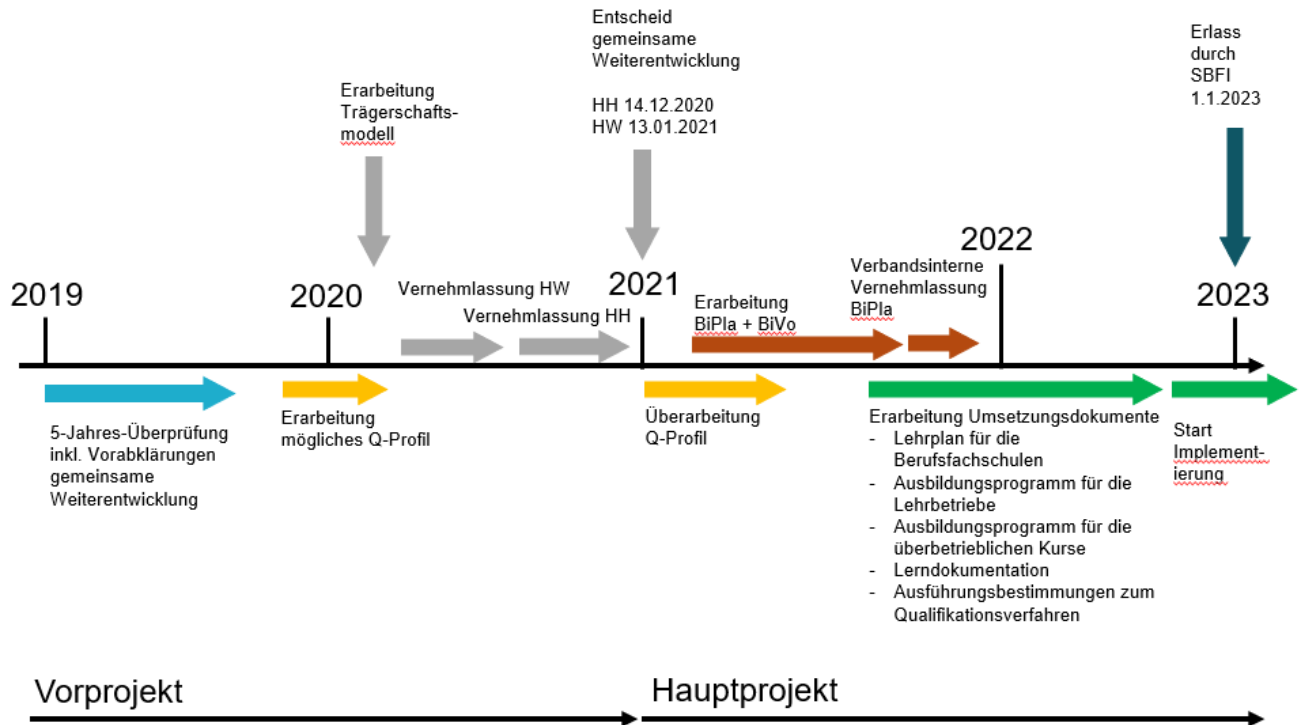 Entscheid
gemeinsame
Weiterentwicklung
HH 14.12.2020
HW 13.01.2021
Erlass
durch
SBFI
1.1.2023
Erarbeitung
Trägerschafts-
modell
2019
2020
2021
2022
2023
Vernehmlassung HW
Vernehmlassung HH
Erarbeitung
BiPla + BiVo
Verbandsinterne
Vernehmlassung
BiPla
5-Jahres-Überprüfung
inkl. Vorabklärungen
gemeinsame
Weiterentwicklung
Erarbeitung
mögliches Q-Profil
Überarbeitung
Q-Profil
Erarbeitung Umsetzungsdokumente
- Lehrplan für die
Berufsfachschulen
- Ausbildungsprogramm für die
Lehrbetriebe
- Ausbildungsprogramm für die
überbetrieblichen Kurse
- Lerndokumentation
- Ausführungsbestimmungen zum
Qualifikationsverfahren
Start
Implement-
ierung
Vorprojekt
Hauptprojekt